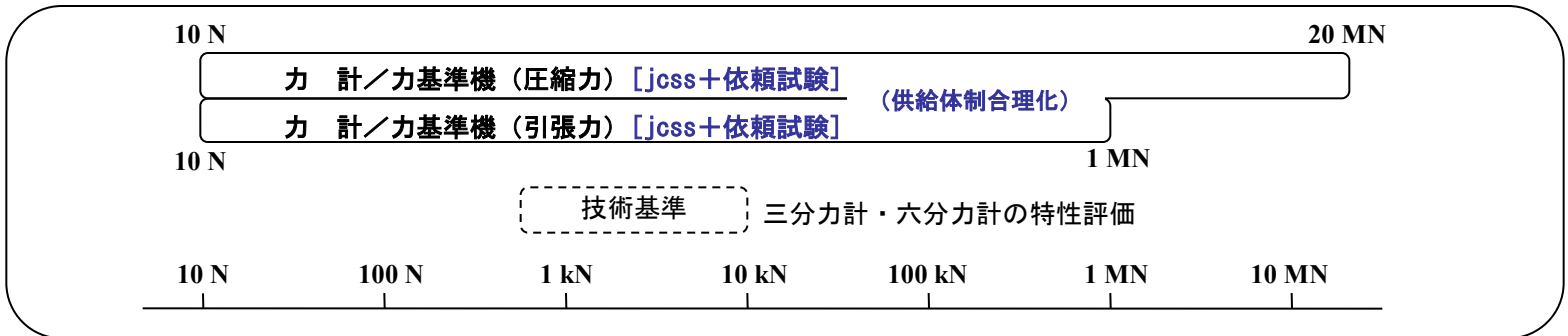 10 N 20 MN
力 計／力基準機（圧縮力）[jcss＋依頼試験]
（供給体制合理化）
力 計／力基準機（引張力）[jcss＋依頼試験]
10 N 1 MN
技術基準 三分力計・六分力計の特性評価
10 N 100 N 1 kN 10 kN 100 kN 1 MN 10 MN